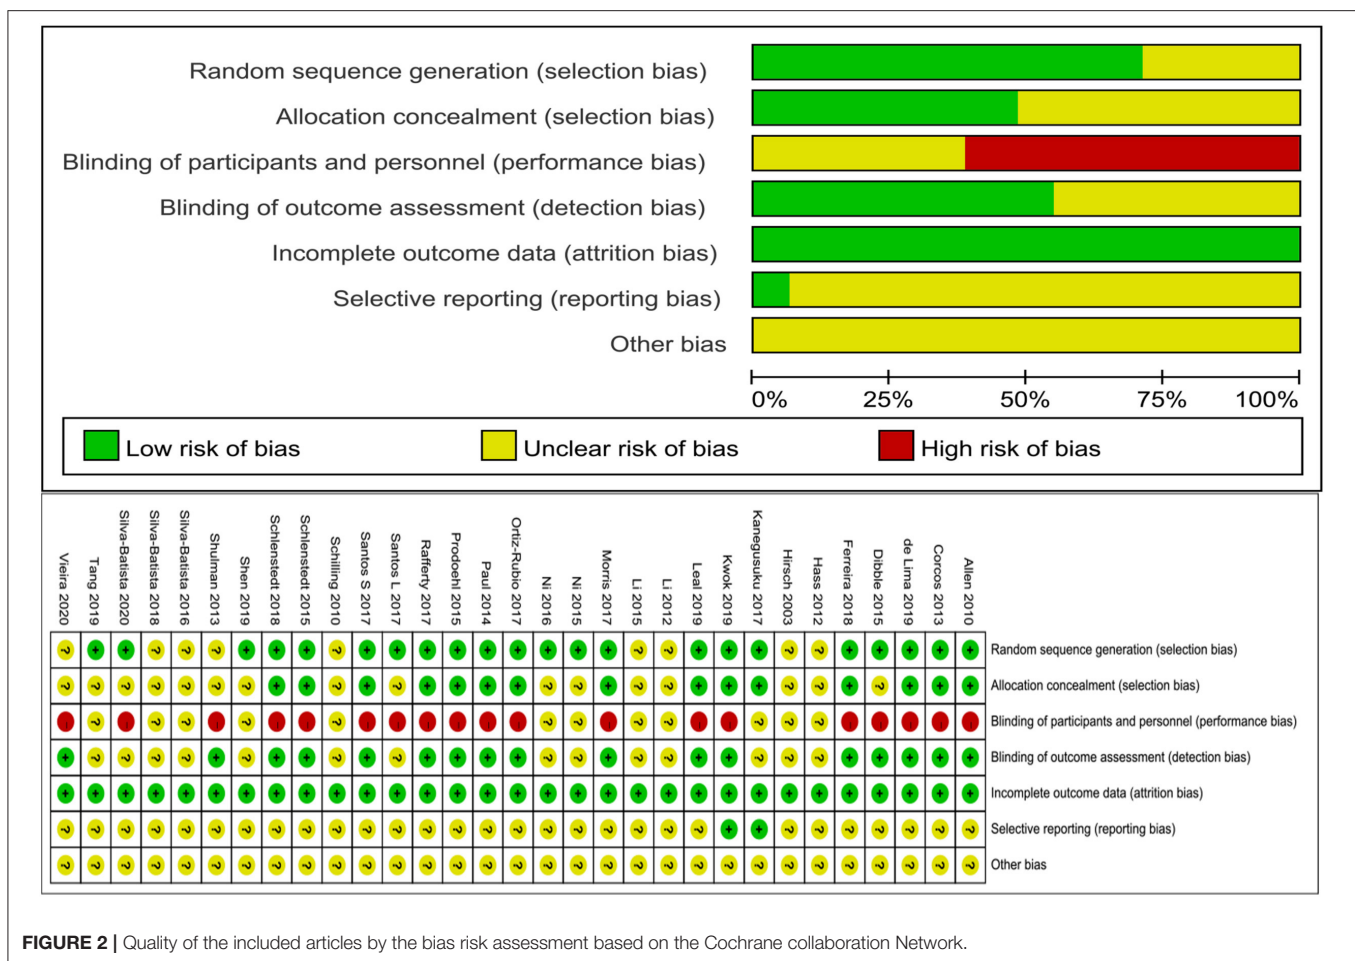 Random sequence generation (selection bias)
Allocation concealment (selection bias)
Blinding of participants and personnel (performance bias)
Blinding of outcome assessment (detection bias)
Incomplete outcome data (attrition bias)
Selective reporting (reporting bias)
Other bias
0% 25% 50% 75% 100%
Low risk of bias Unclear risk of bias High risk of bias
Vieira 2020
Tang 2019
Silva-Batista 2020
Silva-Batista 2018
Silva-Batista 2016
Shulman 2013
Shen 2019
Schlenstedt 2018
Schlenstedt 2015
Schilling 2010
Santos S 2017
Santos L 2017
Rafferty 2017
Prodoehl 2015
Paul 2014
Ortiz-Rubio 2017
Ni 2016
Ni 2015
Morris 2017
Li 2015
Li 2012
Leal 2019
Kwok 2019
Kanegusuku 2017
Hirsch 2003
Hass 2012
Ferreira 2018
Dibble 2015
de Lima 2019
Corcos 2013
Allen 2010
? + + ? ? ? + + + ? + + + + + + + + + ? ? + + + ? ? + + + + + Random sequence generation (selection bias)
? ? ? ? ? ? ? + + ? + ? + + + + ? ? + ? ? + + + ? ? + ? + + + Allocation concealment (selection bias)
– ? – ? ? – ? – – ? – – – – – – ? ? – ? ? – – ? ? ? – – – – – Blinding of participants and personnel (performance bias)
+ ? ? ? ? + ? + + ? + ? + + + + ? ? + ? ? + + ? ? ? + + + + + Blinding of outcome assessment (detection bias)
+ + + + + + + + + + + + + + + + + + + + + + + + + + + + + + + Incomplete outcome data (attrition bias)
? ? ? ? ? ? ? ? ? ? ? ? ? ? ? ? ? ? ? ? ? ? + + ? ? ? ? ? ? ? Selective reporting (reporting bias)
? ? ? ? ? ? ? ? ? ? ? ? ? ? ? ? ? ? ? ? ? ? ? ? ? ? ? ? ? ? ? Other bias
FIGURE 2 | Quality of the included articles by the bias risk assessment based on the Cochrane collaboration Network.